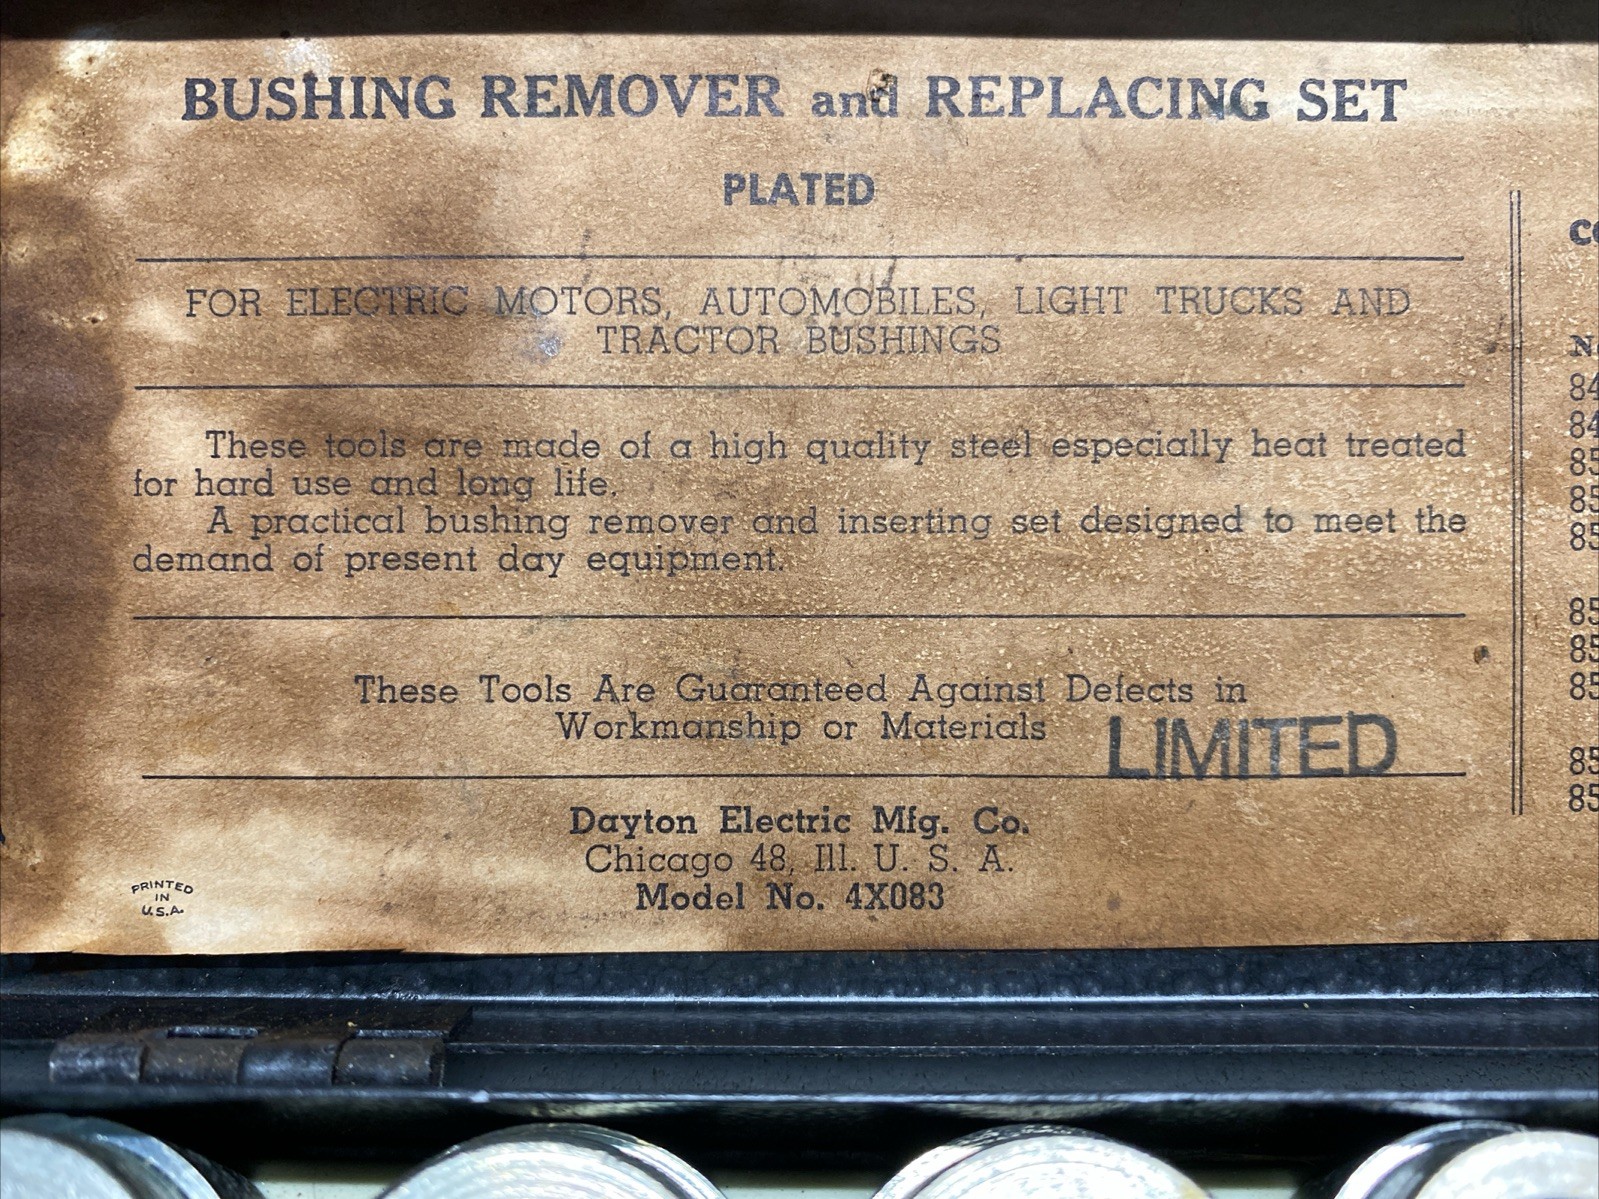 BUSHING REMOVER and REPLACING SET
PLATED
FOR ELECTRIC MOTORS, AUTOMOBILES, LIGHT TRUCKS AND
TRACTOR BUSHINGS
These tools are made of a high quality steel especially heat treated
for hard use and long life.
A practical bushing remover and inserting set designed to meet the
demand of present day equipment.
These Tools Are Guaranteed Against Defects in
Workmanship or Materials
LIMITED
Dayton Electric Mfg. Co.
Chicago 48, Ill. U. S. A.
Model No. 4X083
PRINTED
IN
U.S.A.